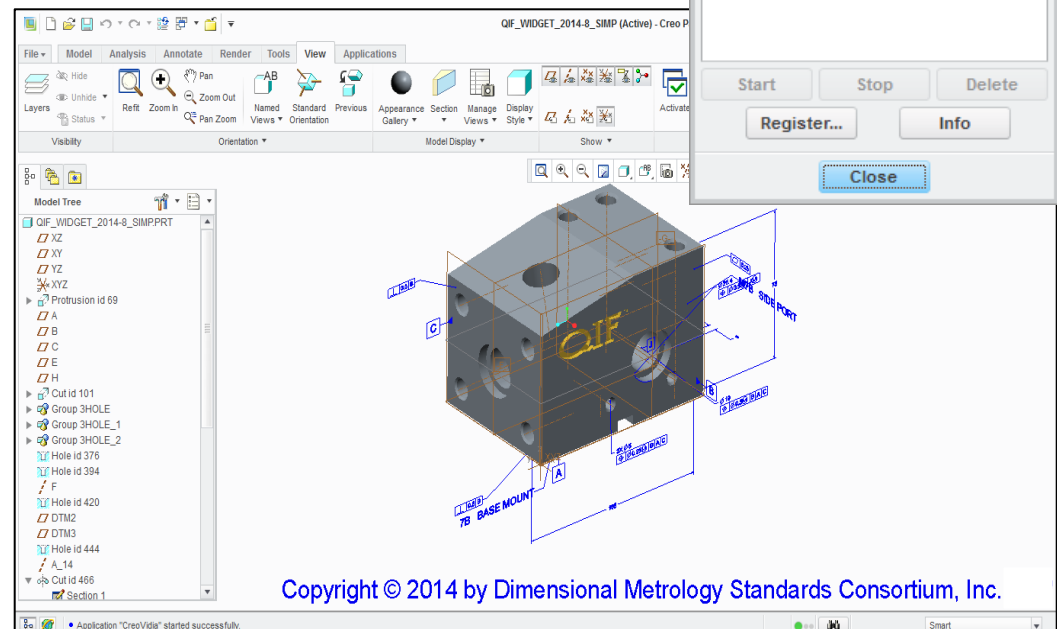 QIF_WIDGET_2014-8_SIMP (Active) - Creo P
File Model Analysis Annotate Render Tools View Applications
Hide
Unhide
Status
Layers
Visibility
Refit
Zoom In
Pan
Zoom Out
Pan Zoom
Named Views
Standard Orientation
Previous
Orientation
Appearance Gallery
Section
Manage Views
Display Style
Model Display
Show
Activate
Start Stop Delete
Register... Info
Close
Model Tree
QIF_WIDGET_2014-8_SIMP.PRT
XZ
XY
YZ
XYZ
Protrusion id 69
A
B
C
E
H
Cut id 101
Group 3HOLE
Group 3HOLE_1
Group 3HOLE_2
Hole id 376
Hole id 394
F
Hole id 420
DTM2
DTM3
Hole id 444
A_14
Cut id 466
Section 1
C
QIF
J
SIDE PORT
B
A
7B BASE MOUNT
Copyright © 2014 by Dimensional Metrology Standards Consortium, Inc.
Application "CreoVidia" started successfully.
Smart